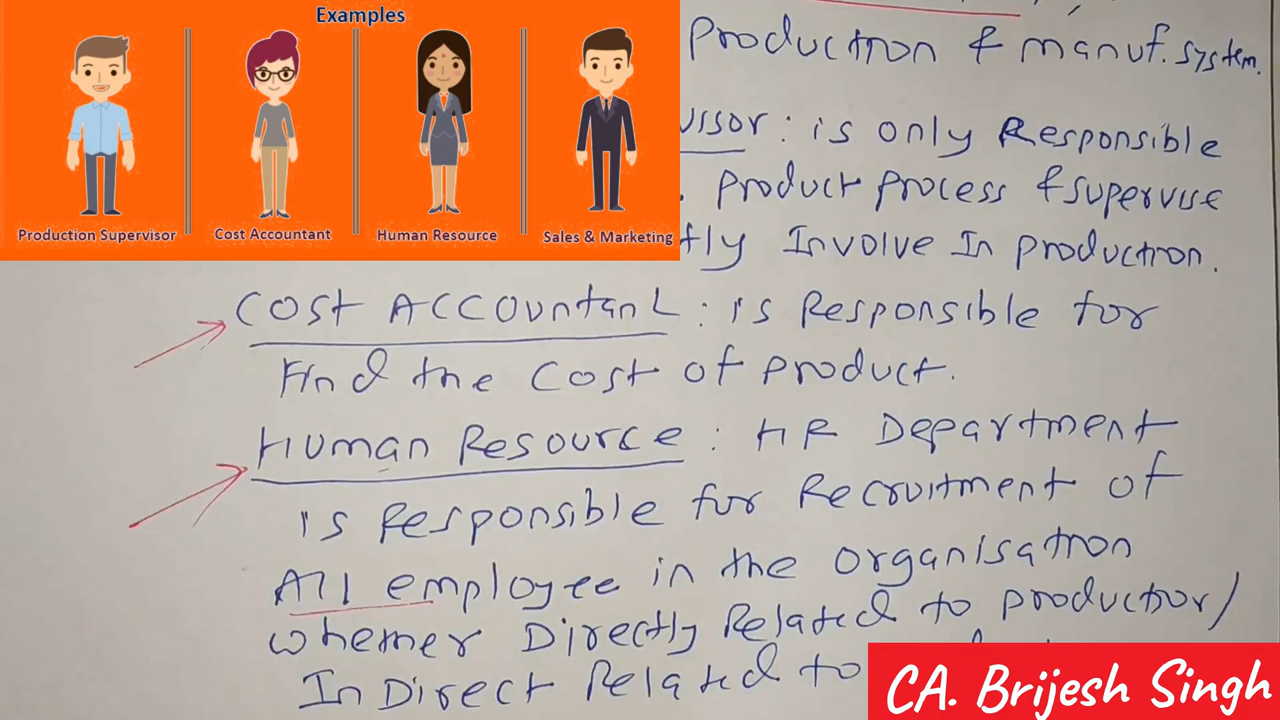 Examples
Production Supervisor
Cost Accountant
Human Resource
Sales & Marketing
Production & manuf. system.
visor : is only Responsible
. Product process & supervise
tly Involve In production.
Cost Accountant : is Responsible for
Find the Cost of product.
Human Resource : HR Department
is Responsible for Recruitment of
All employee in the organisation
whether Directly Related to production/
InDirect Related to
CA. Brijesh Singh